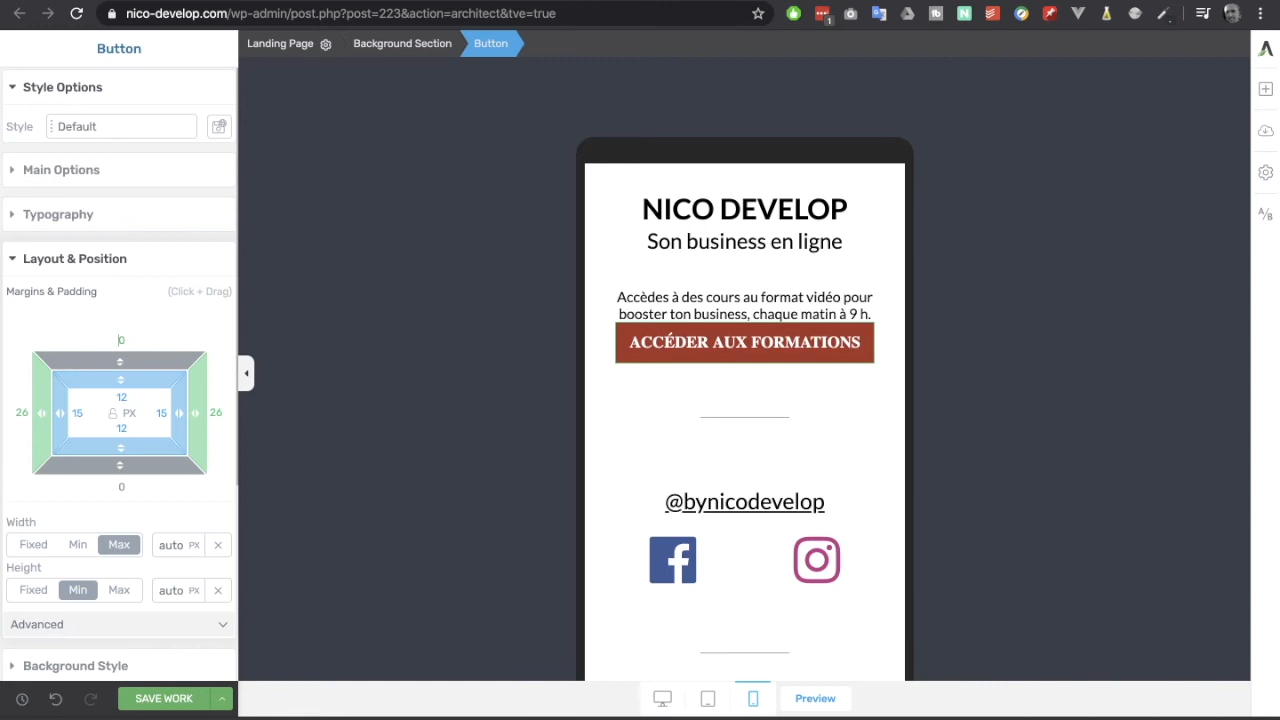 nico-develop.com/wp-admin/post.php?post=223&action=architect&tve=true
1
Button
Landing Page
Background Section
Button
Style Options
Style
Default
Main Options
Typography
Layout & Position
Margins & Padding
(Click + Drag)
0
12
26
15
PX
15
26
12
0
Width
Fixed
Min
Max
auto PX
Height
Fixed
Min
Max
auto PX
Advanced
Background Style
SAVE WORK
NICO DEVELOP
Son business en ligne
Accèdes à des cours au format vidéo pour
booster ton business, chaque matin à 9 h.
ACCÉDER AUX FORMATIONS
@bynicodevelop
Preview
A/B